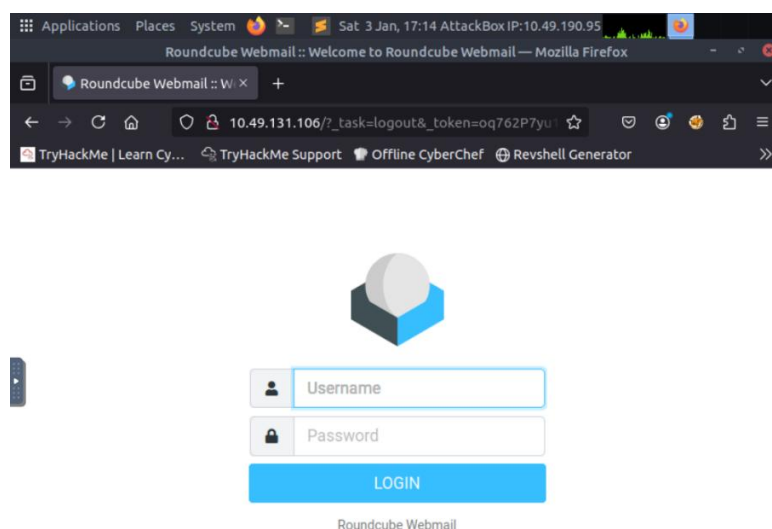 Applications Places System Sat 3 Jan, 17:14 AttackBox IP:10.49.190.95
Roundcube Webmail :: Welcome to Roundcube Webmail — Mozilla Firefox
Roundcube Webmail :: W
10.49.131.106/?_task=logout&_token=oq762P7yu
TryHackMe | Learn Cy... TryHackMe Support Offline CyberChef Revshell Generator
Username
Password
LOGIN
Roundcube Webmail